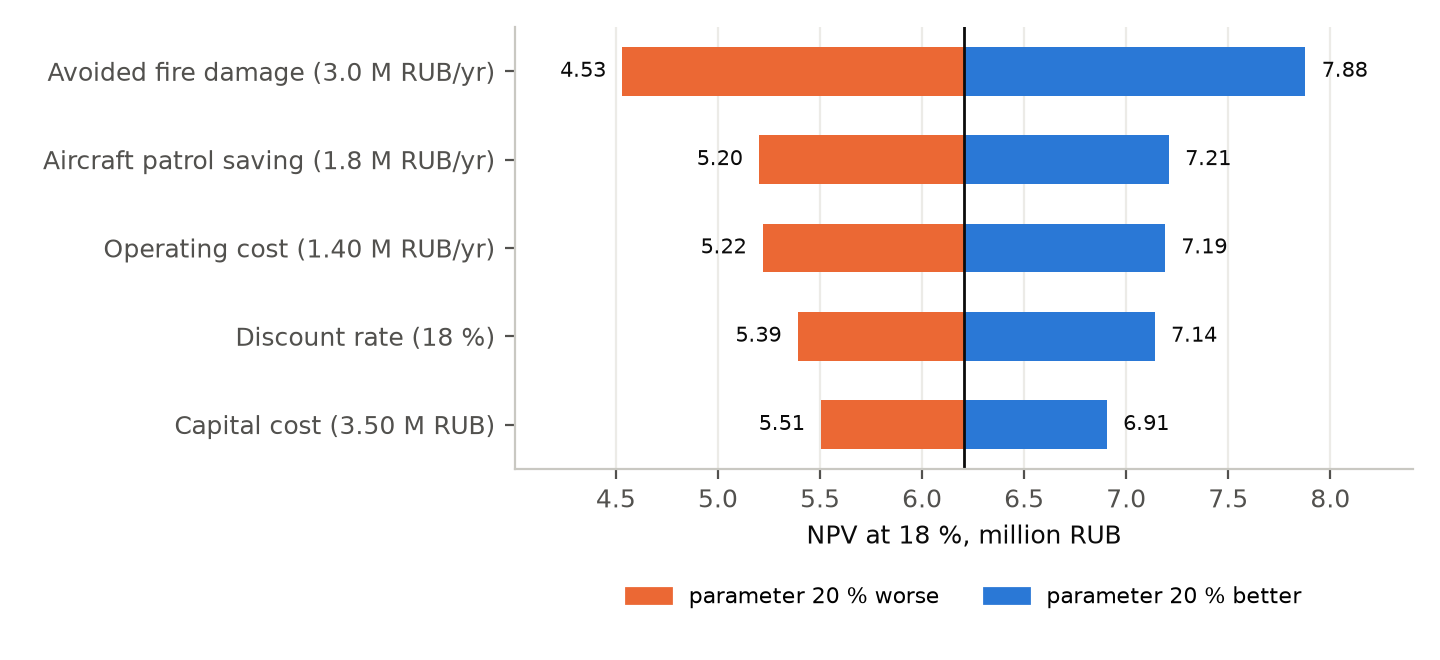 Avoided fire damage (3.0 M RUB/yr)
4.53
7.88
Aircraft patrol saving (1.8 M RUB/yr)
5.20
7.21
Operating cost (1.40 M RUB/yr)
5.22
7.19
Discount rate (18 %)
5.39
7.14
Capital cost (3.50 M RUB)
5.51
6.91
4.5 5.0 5.5 6.0 6.5 7.0 7.5 8.0
NPV at 18 %, million RUB
parameter 20 % worse
parameter 20 % better